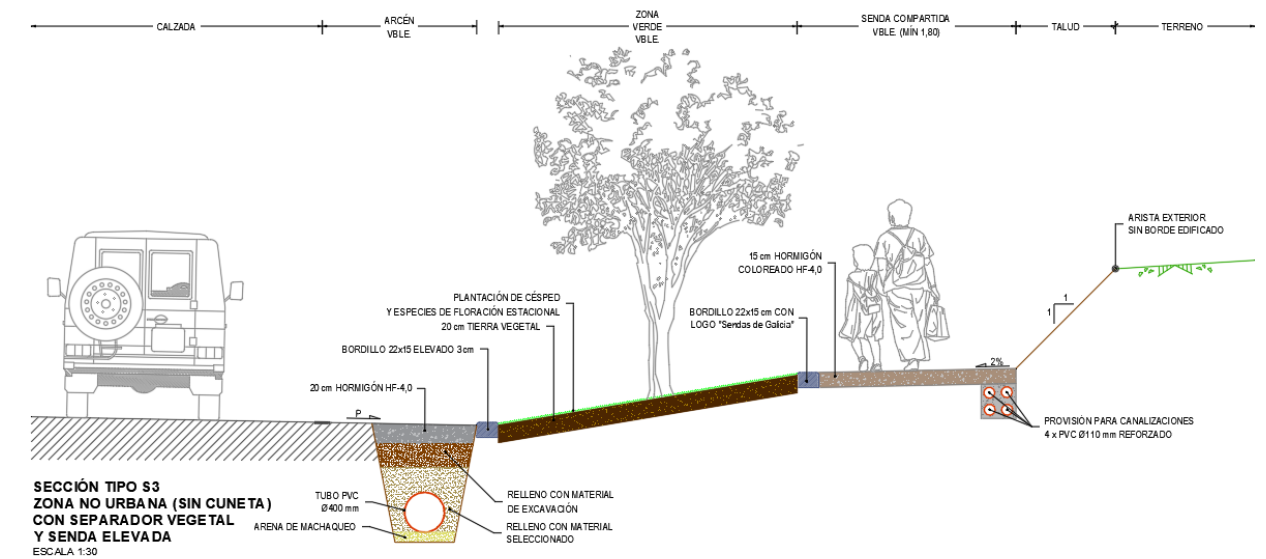 CALZADA
ARCÉN
VBLE.
ZONA
VERDE
VBLE.
SENDA COMPARTIDA
VBLE. (MÍN 1,80)
TALUD
TERRENO
ARISTA EXTERIOR
SIN BORDE EDIFICADO
15 cm HORMIGÓN
COLOREADO HF-4,0
PLANTACIÓN DE CÉSPED
Y ESPECIES DE FLORACIÓN ESTACIONAL
20 cm TIERRA VEGETAL
BORDILLO 22x15 cm CON
LOGO "Sendas de Galicia"
1
1
BORDILLO 22x15 ELEVADO 3cm
2%
20 cm HORMIGÓN HF-4,0
P
PROVISIÓN PARA CANALIZACIONES
4 x PVC Ø110 mm REFORZADO
SECCIÓN TIPO S3
ZONA NO URBANA (SIN CUNETA)
CON SEPARADOR VEGETAL
Y SENDA ELEVADA
ESCALA 1:30
TUBO PVC
Ø400 mm
ARENA DE MACHAQUEO
RELLENO CON MATERIAL
DE EXCAVACIÓN
RELLENO CON MATERIAL
SELECCIONADO